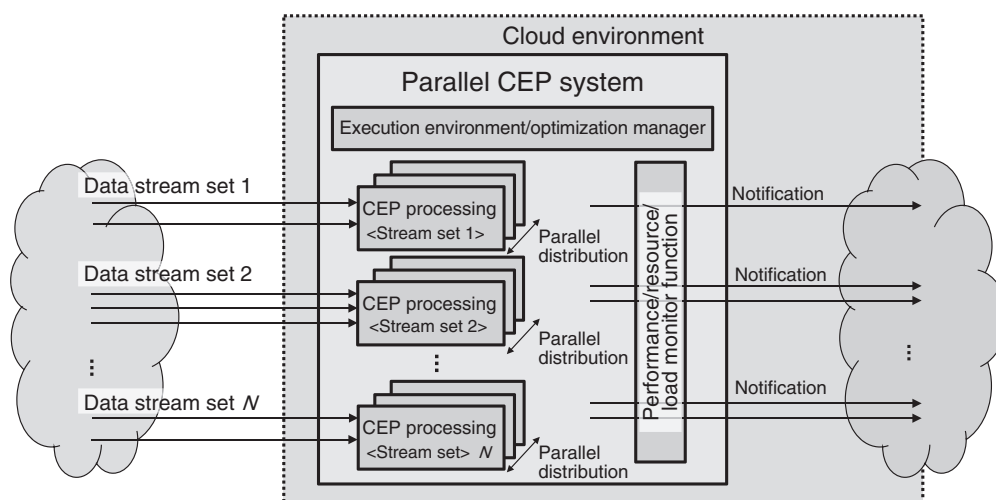 Cloud environment
Parallel CEP system
Execution environment/optimization manager
Data stream set 1
CEP processing
<Stream set 1>
Parallel
distribution
Notification
Data stream set 2
CEP processing
<Stream set 2>
Parallel
distribution
Notification
...
...
...
Data stream set N
CEP processing
<Stream set> N
Parallel
distribution
Notification
Performance/resource/
load monitor function